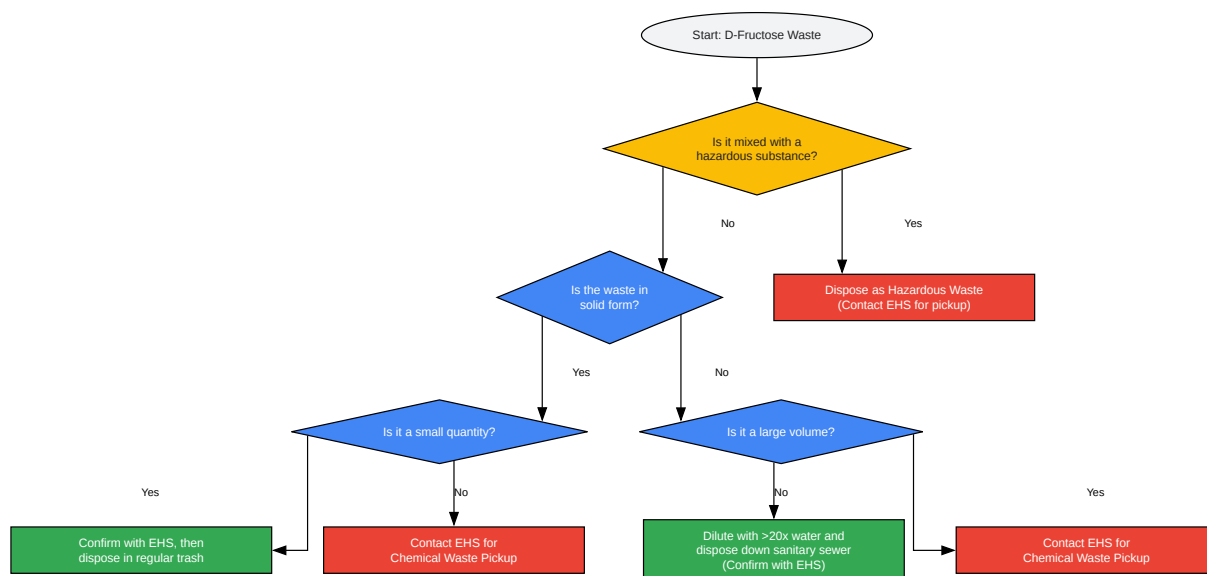 Start: D-Fructose Waste
Is it mixed with a
hazardous substance?
No
Yes
Is the waste in
solid form?
Dispose as Hazardous Waste
(Contact EHS for pickup)
Yes
No
Is it a small quantity?
Is it a large volume?
Yes
No
No
Yes
Confirm with EHS, then
dispose in regular trash
Contact EHS for
Chemical Waste Pickup
Dilute with >20x water and
dispose down sanitary sewer
(Confirm with EHS)
Contact EHS for
Chemical Waste Pickup